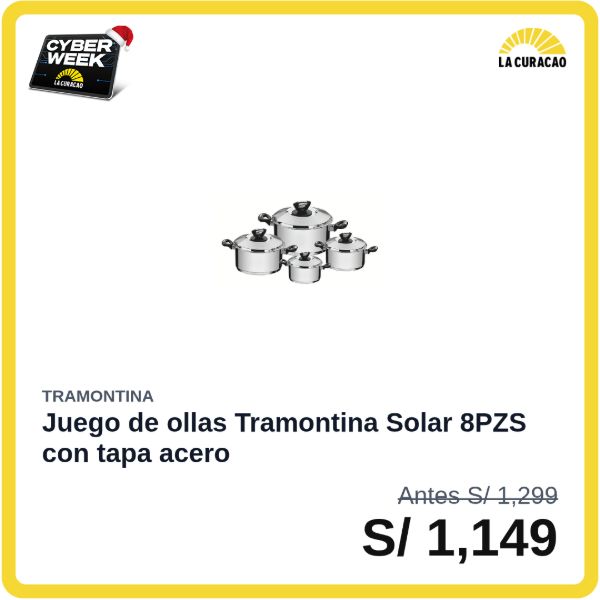 CYBER
WEEK
LA CURACAO
LA CURACAO
TRAMONTINA
Juego de ollas Tramontina Solar 8PZS
con tapa acero
Antes S/ 1,299
S/ 1,149